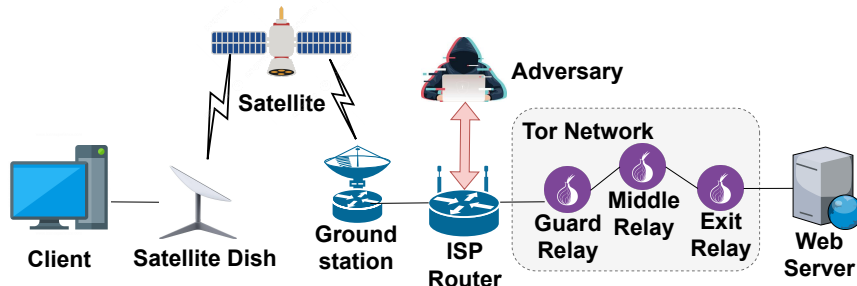 Satellite
Adversary
Tor Network
Client
Satellite Dish
Ground
station
ISP
Router
Guard
Relay
Middle
Relay
Exit
Relay
Web
Server